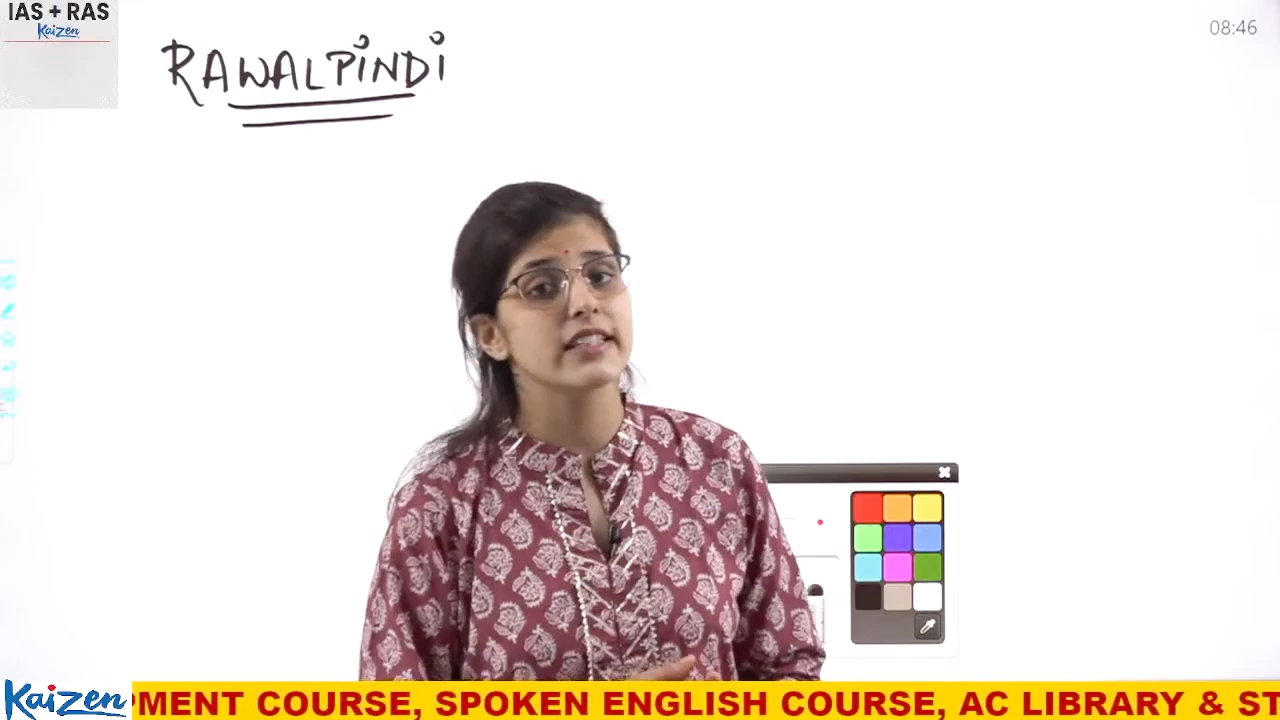 IAS + RAS
Kaizen
08:46
RAWALPINDI
Kaizen
MENT COURSE, SPOKEN ENGLISH COURSE, AC LIBRARY & ST